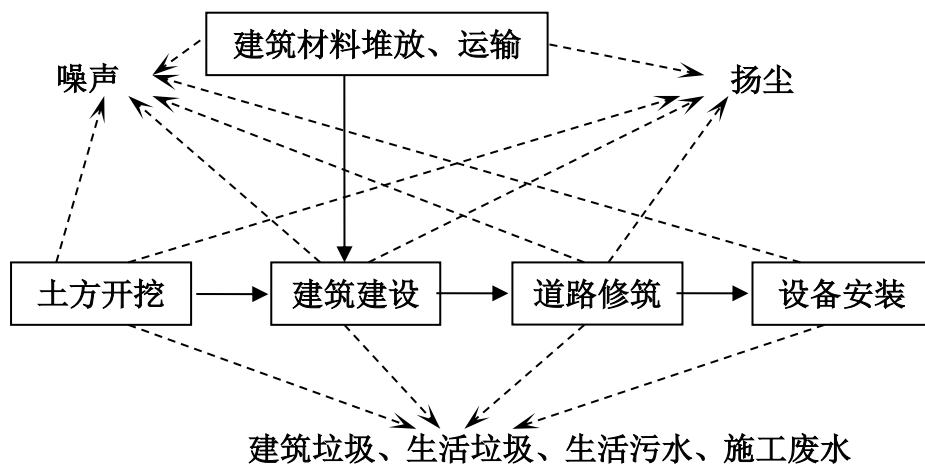 建筑材料堆放、运输
噪声
扬尘
土方开挖
建筑建设
道路修筑
设备安装
建筑垃圾、生活垃圾、生活污水、施工废水